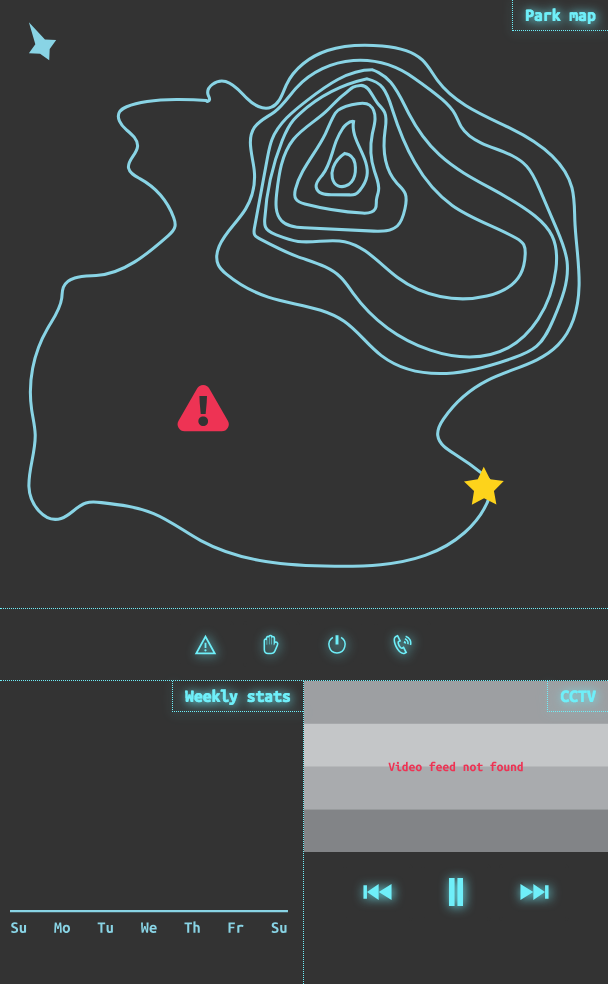 Park map
Weekly stats
CCTV
Video feed not found
Su Mo Tu We Th Fr Su